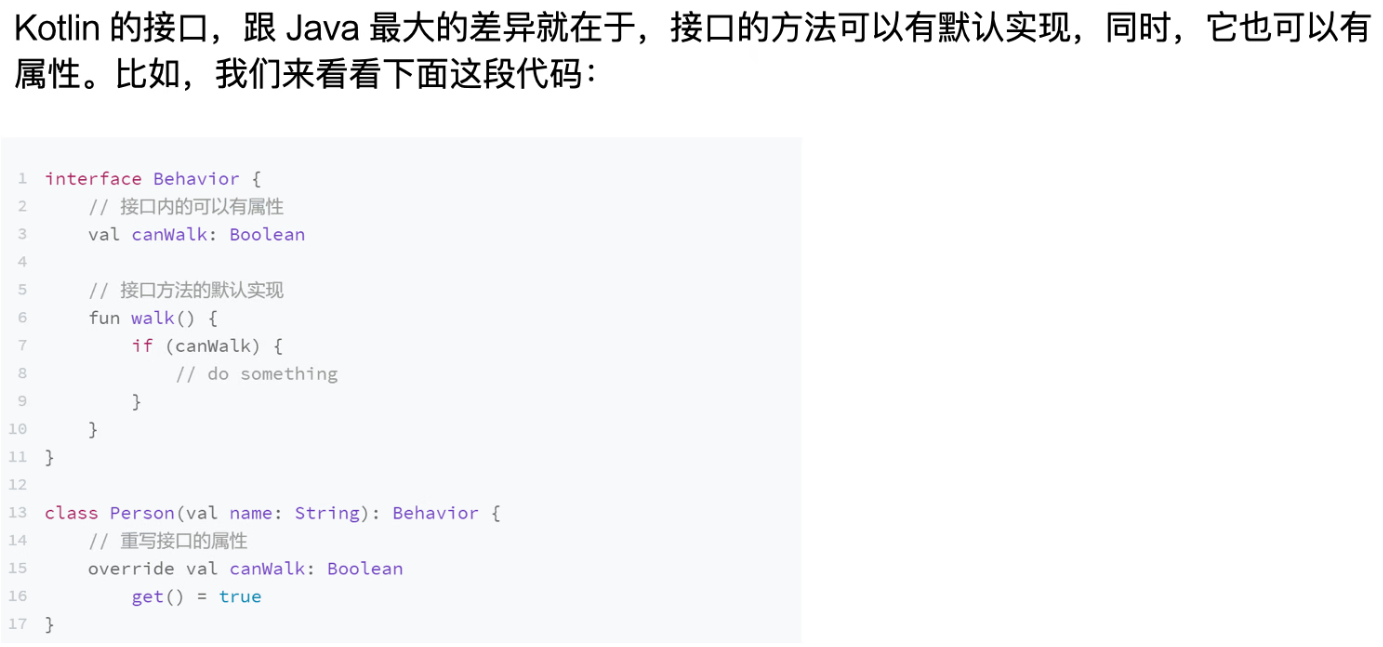 Kotlin 的接口，跟 Java 最大的差异就在于，接口的方法可以有默认实现，同时，它也可以有
属性。比如，我们来看看下面这段代码：
1 interface Behavior {
2     // 接口内的可以有属性
3     val canWalk: Boolean
4
5     // 接口方法的默认实现
6     fun walk() {
7         if (canWalk) {
8             // do something
9         }
10     }
11 }
12
13 class Person(val name: String): Behavior {
14     // 重写接口的属性
15     override val canWalk: Boolean
16         get() = true
17 }